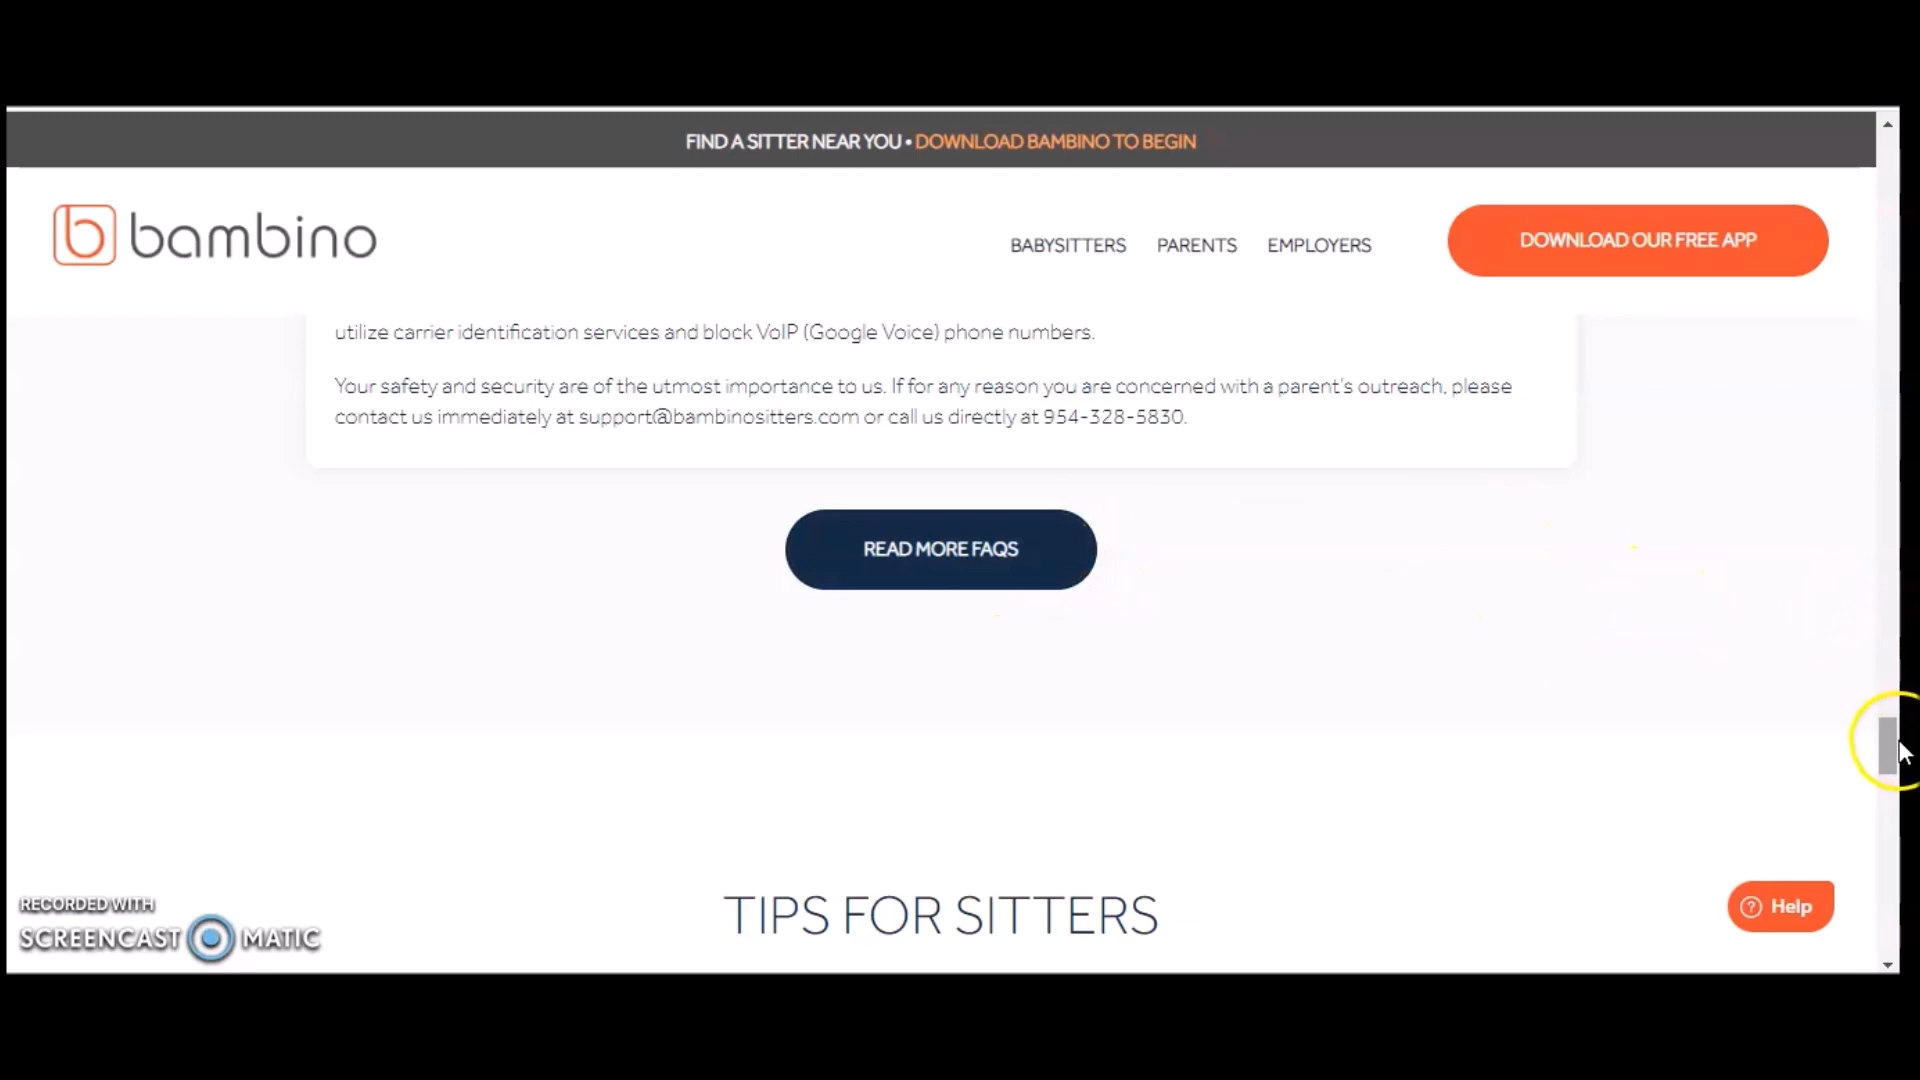 FIND A SITTER NEAR YOU • DOWNLOAD BAMBINO TO BEGIN
b bambino
BABYSITTERS PARENTS EMPLOYERS
DOWNLOAD OUR FREE APP
utilize carrier identification services and block VoIP (Google Voice) phone numbers.
Your safety and security are of the utmost importance to us. If for any reason you are concerned with a parent's outreach, please
contact us immediately at support@bambinositters.com or call us directly at 954-328-5830.
READ MORE FAQS
TIPS FOR SITTERS
? Help
RECORDED WITH
SCREENCAST MATIC